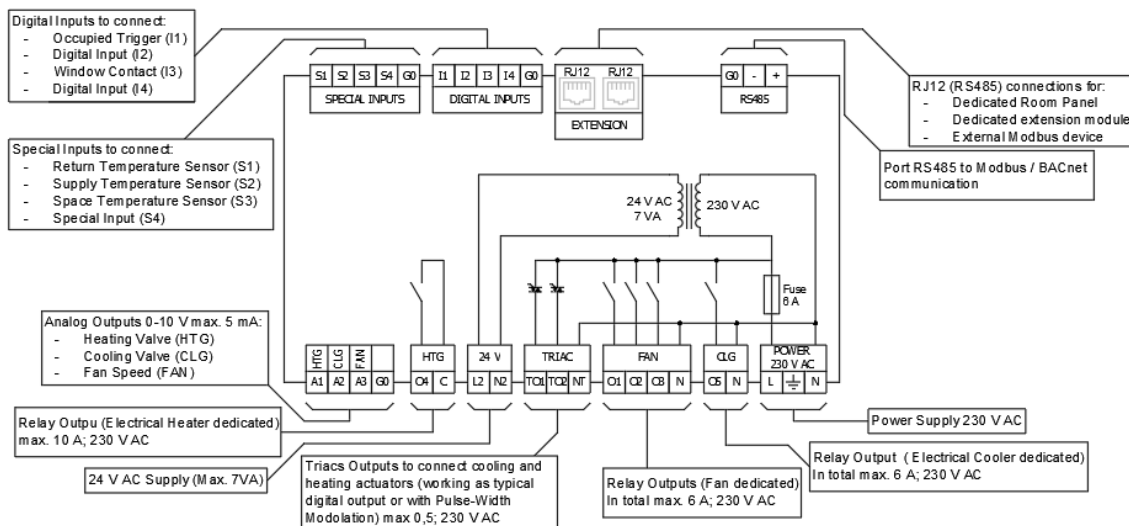 Digital Inputs to connect:
- Occupied Trigger (I1)
- Digital Input (I2)
- Window Contact (I3)
- Digital Input (I4)
Special Inputs to connect:
- Return Temperature Sensor (S1)
- Supply Temperature Sensor (S2)
- Space Temperature Sensor (S3)
- Special Input (S4)
S1 S2 S3 S4 G0
SPECIAL INPUTS
I1 I2 I3 I4 G0
DIGITAL INPUTS
RJ12 RJ12
EXTENSION
G0 - +
RS485
RJ12 (RS485) connections for:
- Dedicated Room Panel
- Dedicated extension module
- External Modbus device
Port RS485 to Modbus / BACnet
communication
24 V AC
7 VA
230 V AC
Fuse
6 A
Analog Outputs 0-10 V max. 5 mA:
- Heating Valve (HTG)
- Cooling Valve (CLG)
- Fan Speed (FAN)
HTG CLG FAN
A1 A2 A3 G0
HTG
O4 C
24 V
L2 N2
TRIAC
TO1 TO2 NT
FAN
O1 O2 O3 N
CLG
O5 N
POWER
230 V AC
L N
Relay Outpu (Electrical Heater dedicated)
max. 10 A; 230 V AC
24 V AC Supply (Max. 7VA)
Triacs Outputs to connect cooling and
heating actuators (working as typical
digital output or with Pulse-Width
Modolation) max 0,5; 230 V AC
Relay Outputs (Fan dedicated)
In total max. 6 A; 230 V AC
Relay Output ( Electrical Cooler dedicated)
In total max. 6 A; 230 V AC
Power Supply 230 V AC